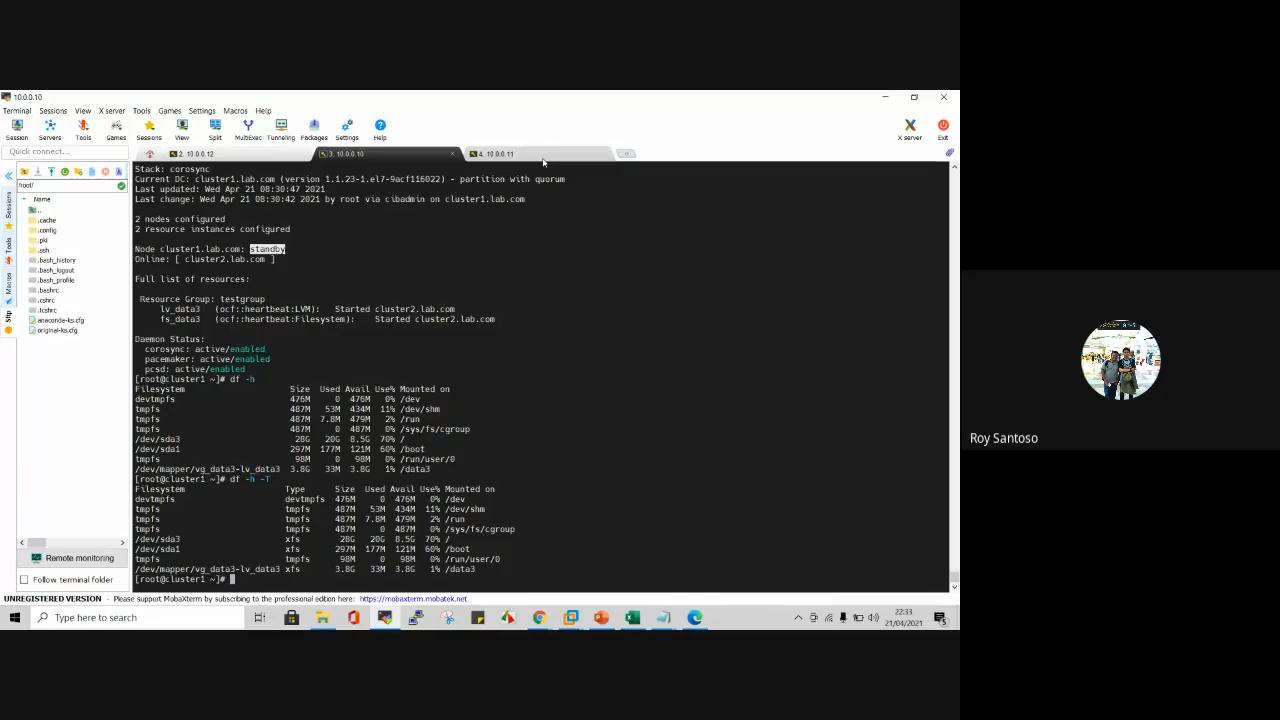 10.0.0.10
Terminal Sessions View X server Tools Games Settings Macros Help
Session Servers Tools Games Sessions View Split MultiExec Tunneling Packages Settings Help X server Exit
Quick connect...
2. 10.0.0.12
3. 10.0.0.10
4. 10.0.0.11
/root/
Name
..
.cache
.config
.pki
.ssh
.bash_history
.bash_logout
.bash_profile
.bashrc
.cshrc
.tcshrc
anaconda-ks.cfg
original-ks.cfg
Sessions
Tools
Macros
Sftp
Remote monitoring
Follow terminal folder
Stack: corosync
Current DC: cluster1.lab.com (version 1.1.23-1.el7-9acf116022) - partition with quorum
Last updated: Wed Apr 21 08:30:47 2021
Last change: Wed Apr 21 08:30:42 2021 by root via cibadmin on cluster1.lab.com
2 nodes configured
2 resource instances configured
Node cluster1.lab.com: standby
Online: [ cluster2.lab.com ]
Full list of resources:
Resource Group: testgroup
lv_data3 (ocf::heartbeat:LVM): Started cluster2.lab.com
fs_data3 (ocf::heartbeat:Filesystem): Started cluster2.lab.com
Daemon Status:
corosync: active/enabled
pacemaker: active/enabled
pcsd: active/enabled
[root@cluster1 ~]# df -h
Filesystem Size Used Avail Use% Mounted on
devtmpfs 476M 0 476M 0% /dev
tmpfs 487M 53M 434M 11% /dev/shm
tmpfs 487M 7.8M 479M 2% /run
tmpfs 487M 0 487M 0% /sys/fs/cgroup
/dev/sda3 28G 20G 8.5G 70% /
/dev/sda1 297M 177M 121M 60% /boot
tmpfs 98M 0 98M 0% /run/user/0
/dev/mapper/vg_data3-lv_data3 3.8G 33M 3.8G 1% /data3
[root@cluster1 ~]# df -h -T
Filesystem Type Size Used Avail Use% Mounted on
devtmpfs devtmpfs 476M 0 476M 0% /dev
tmpfs tmpfs 487M 53M 434M 11% /dev/shm
tmpfs tmpfs 487M 7.8M 479M 2% /run
tmpfs tmpfs 487M 0 487M 0% /sys/fs/cgroup
/dev/sda3 xfs 28G 20G 8.5G 70% /
/dev/sda1 xfs 297M 177M 121M 60% /boot
tmpfs tmpfs 98M 0 98M 0% /run/user/0
/dev/mapper/vg_data3-lv_data3 xfs 3.8G 33M 3.8G 1% /data3
[root@cluster1 ~]#
UNREGISTERED VERSION - Please support MobaXterm by subscribing to the professional edition here: https://mobaxterm.mobatek.net
Type here to search
22:33
21/04/2021
Roy Santoso